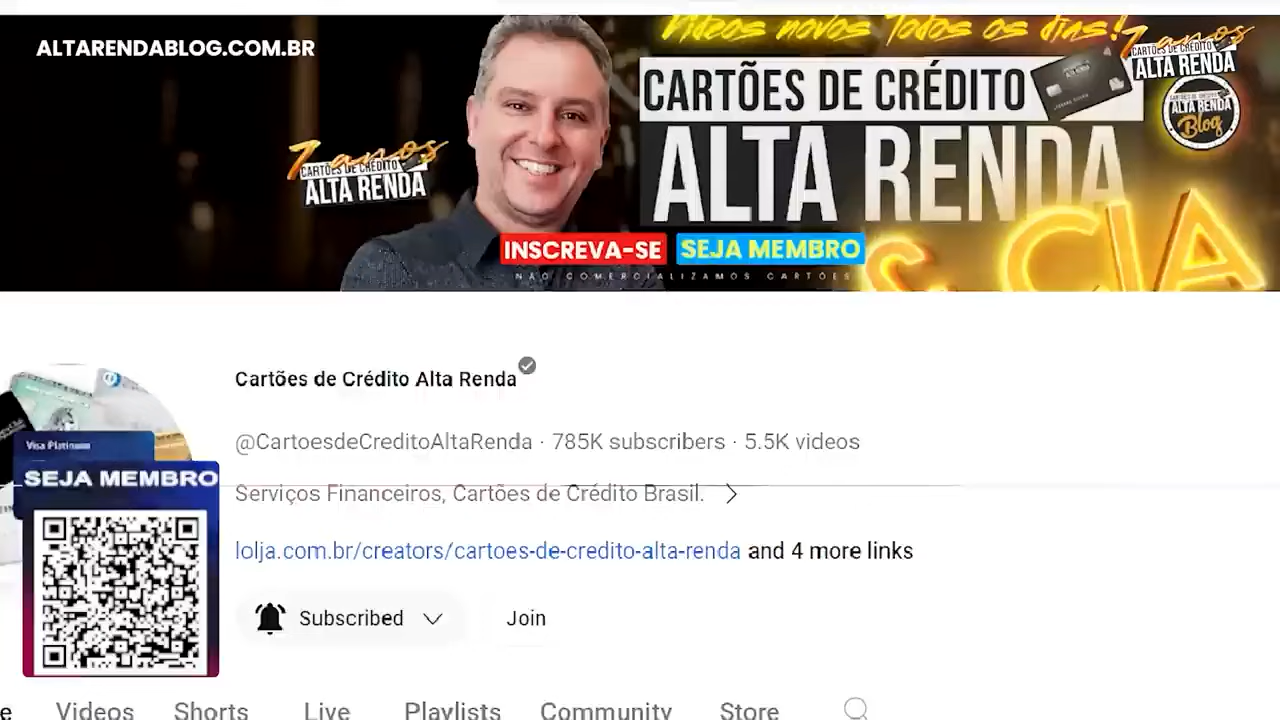 Vídeos novos Todos os dias!
ALTARENDABLOG.COM.BR
7 anos
CARTÕES DE CRÉDITO
ALTA RENDA
CARTÕES DE CRÉDITO
ALTA RENDA
& CIA
7 anos
CARTÕES DE CRÉDITO
ALTA RENDA
ALTA RENDA
Blog
INSCREVA-SE
SEJA MEMBRO
NÃO COMERCIALIZAMOS CARTÕES
Cartões de Crédito Alta Renda
@CartoesdeCreditoAltaRenda · 785K subscribers · 5.5K videos
Visa Platinum
SEJA MEMBRO
Serviços Financeiros, Cartões de Crédito Brasil.
lolja.com.br/creators/cartoes-de-credito-alta-renda and 4 more links
Subscribed
Join
e Videos Shorts Live Playlists Community Store